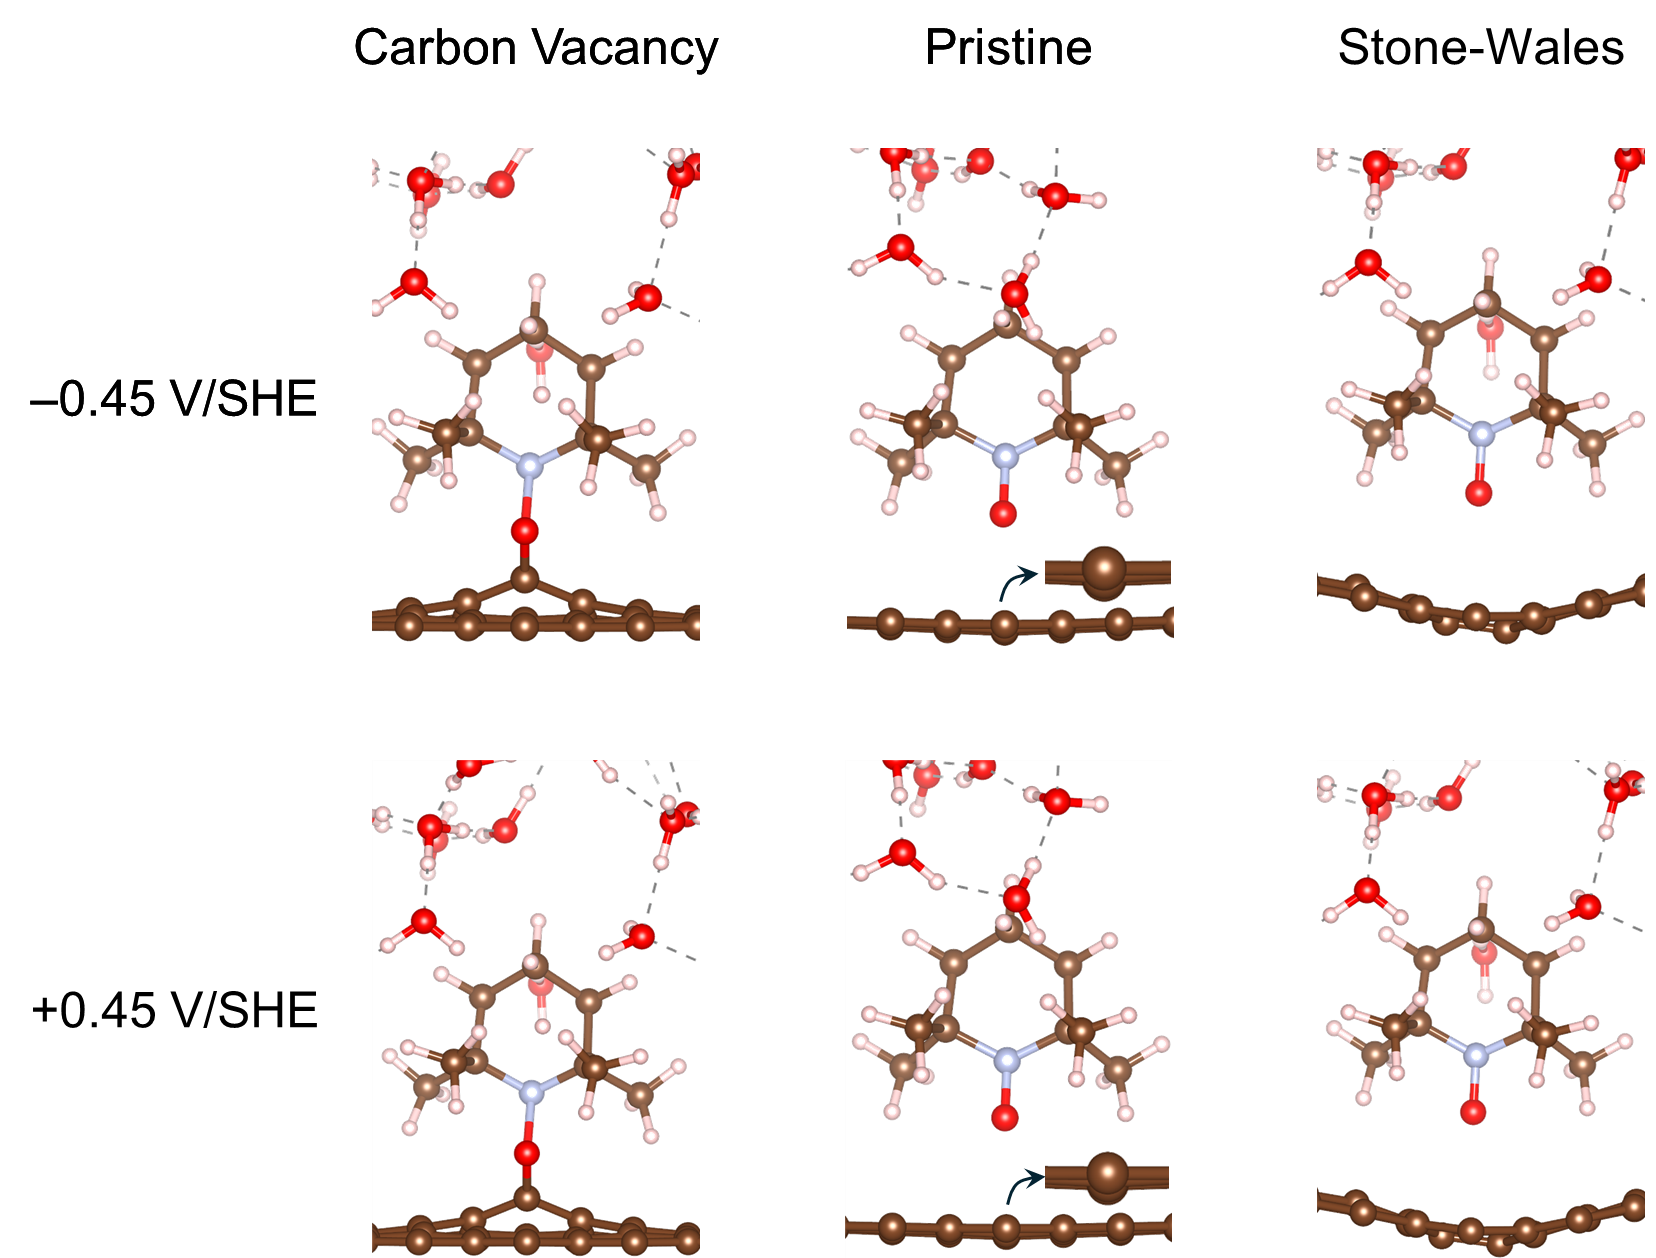 Carbon Vacancy
Pristine
Stone-Wales
–0.45 V/SHE
+0.45 V/SHE